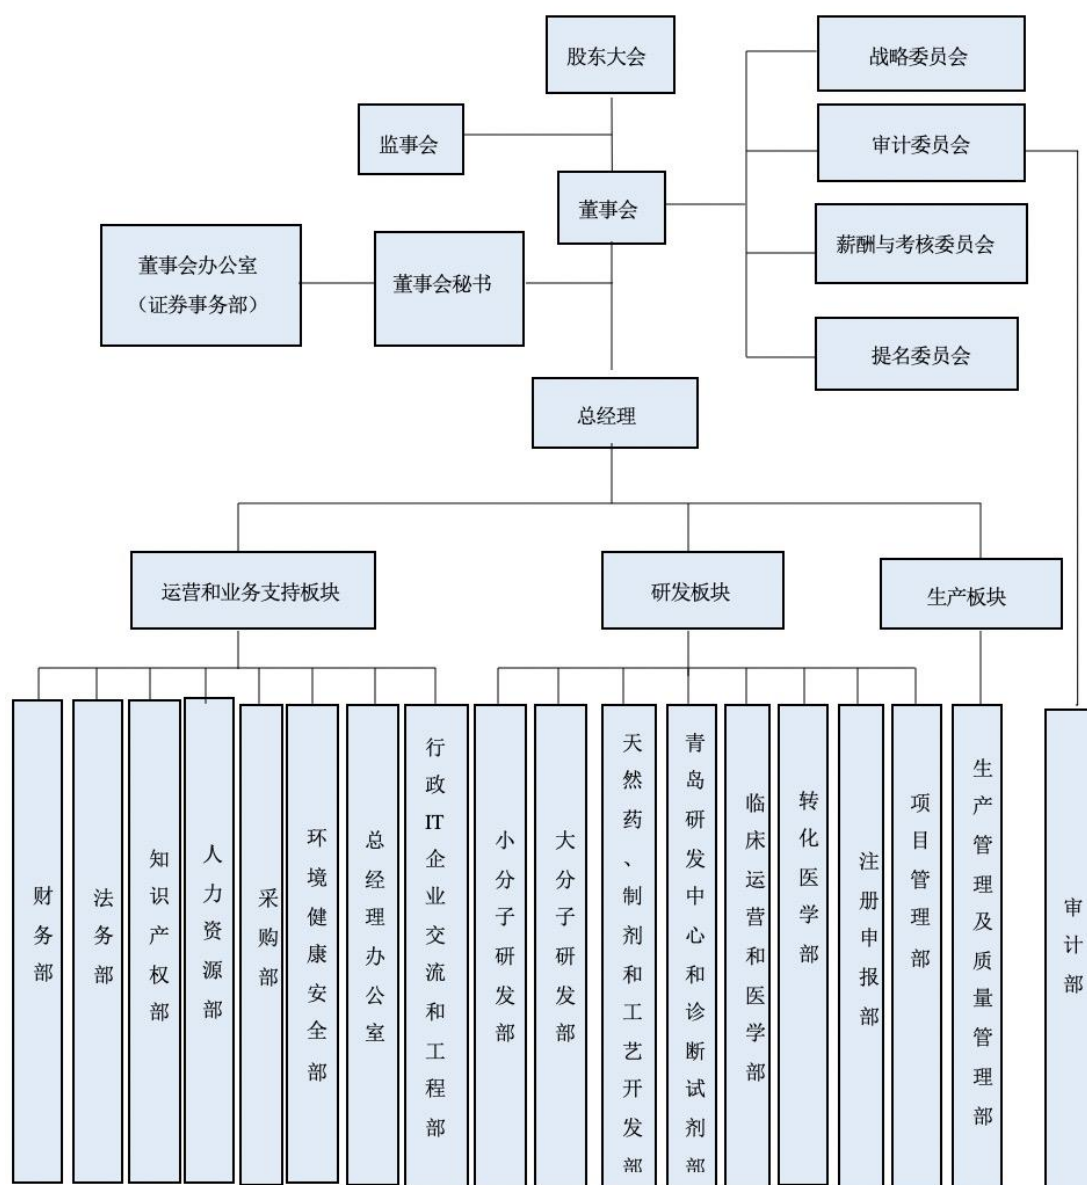 股东大会
战略委员会
监事会
审计委员会
董事会
薪酬与考核委员会
董事会办公室
（证券事务部）
董事会秘书
提名委员会
总经理
运营和业务支持板块
研发板块
生产板块
财务部
法务部
知识产权部
人力资源部
采购部
环境健康安全部
总经理办公室
行政IT企业交流和工程部
小分子研发部
大分子研发部
天然药、制剂和工艺开发部
青岛研发中心和诊断试剂部
临床运营和医学部
转化医学部
注册申报部
项目管理部
生产管理及质量管理部
审计部